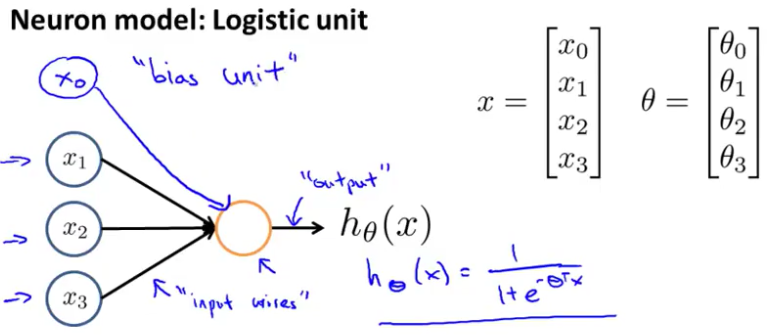 Neuron model: Logistic unit
x₀ "bias unit"
x₁
x₂
x₃
"input wires"
"output"
hθ(x)
hθ(x) = 1 / (1 + e^(-θᵀx))
x = [x₀ x₁ x₂ x₃]
θ = [θ₀ θ₁ θ₂ θ₃]